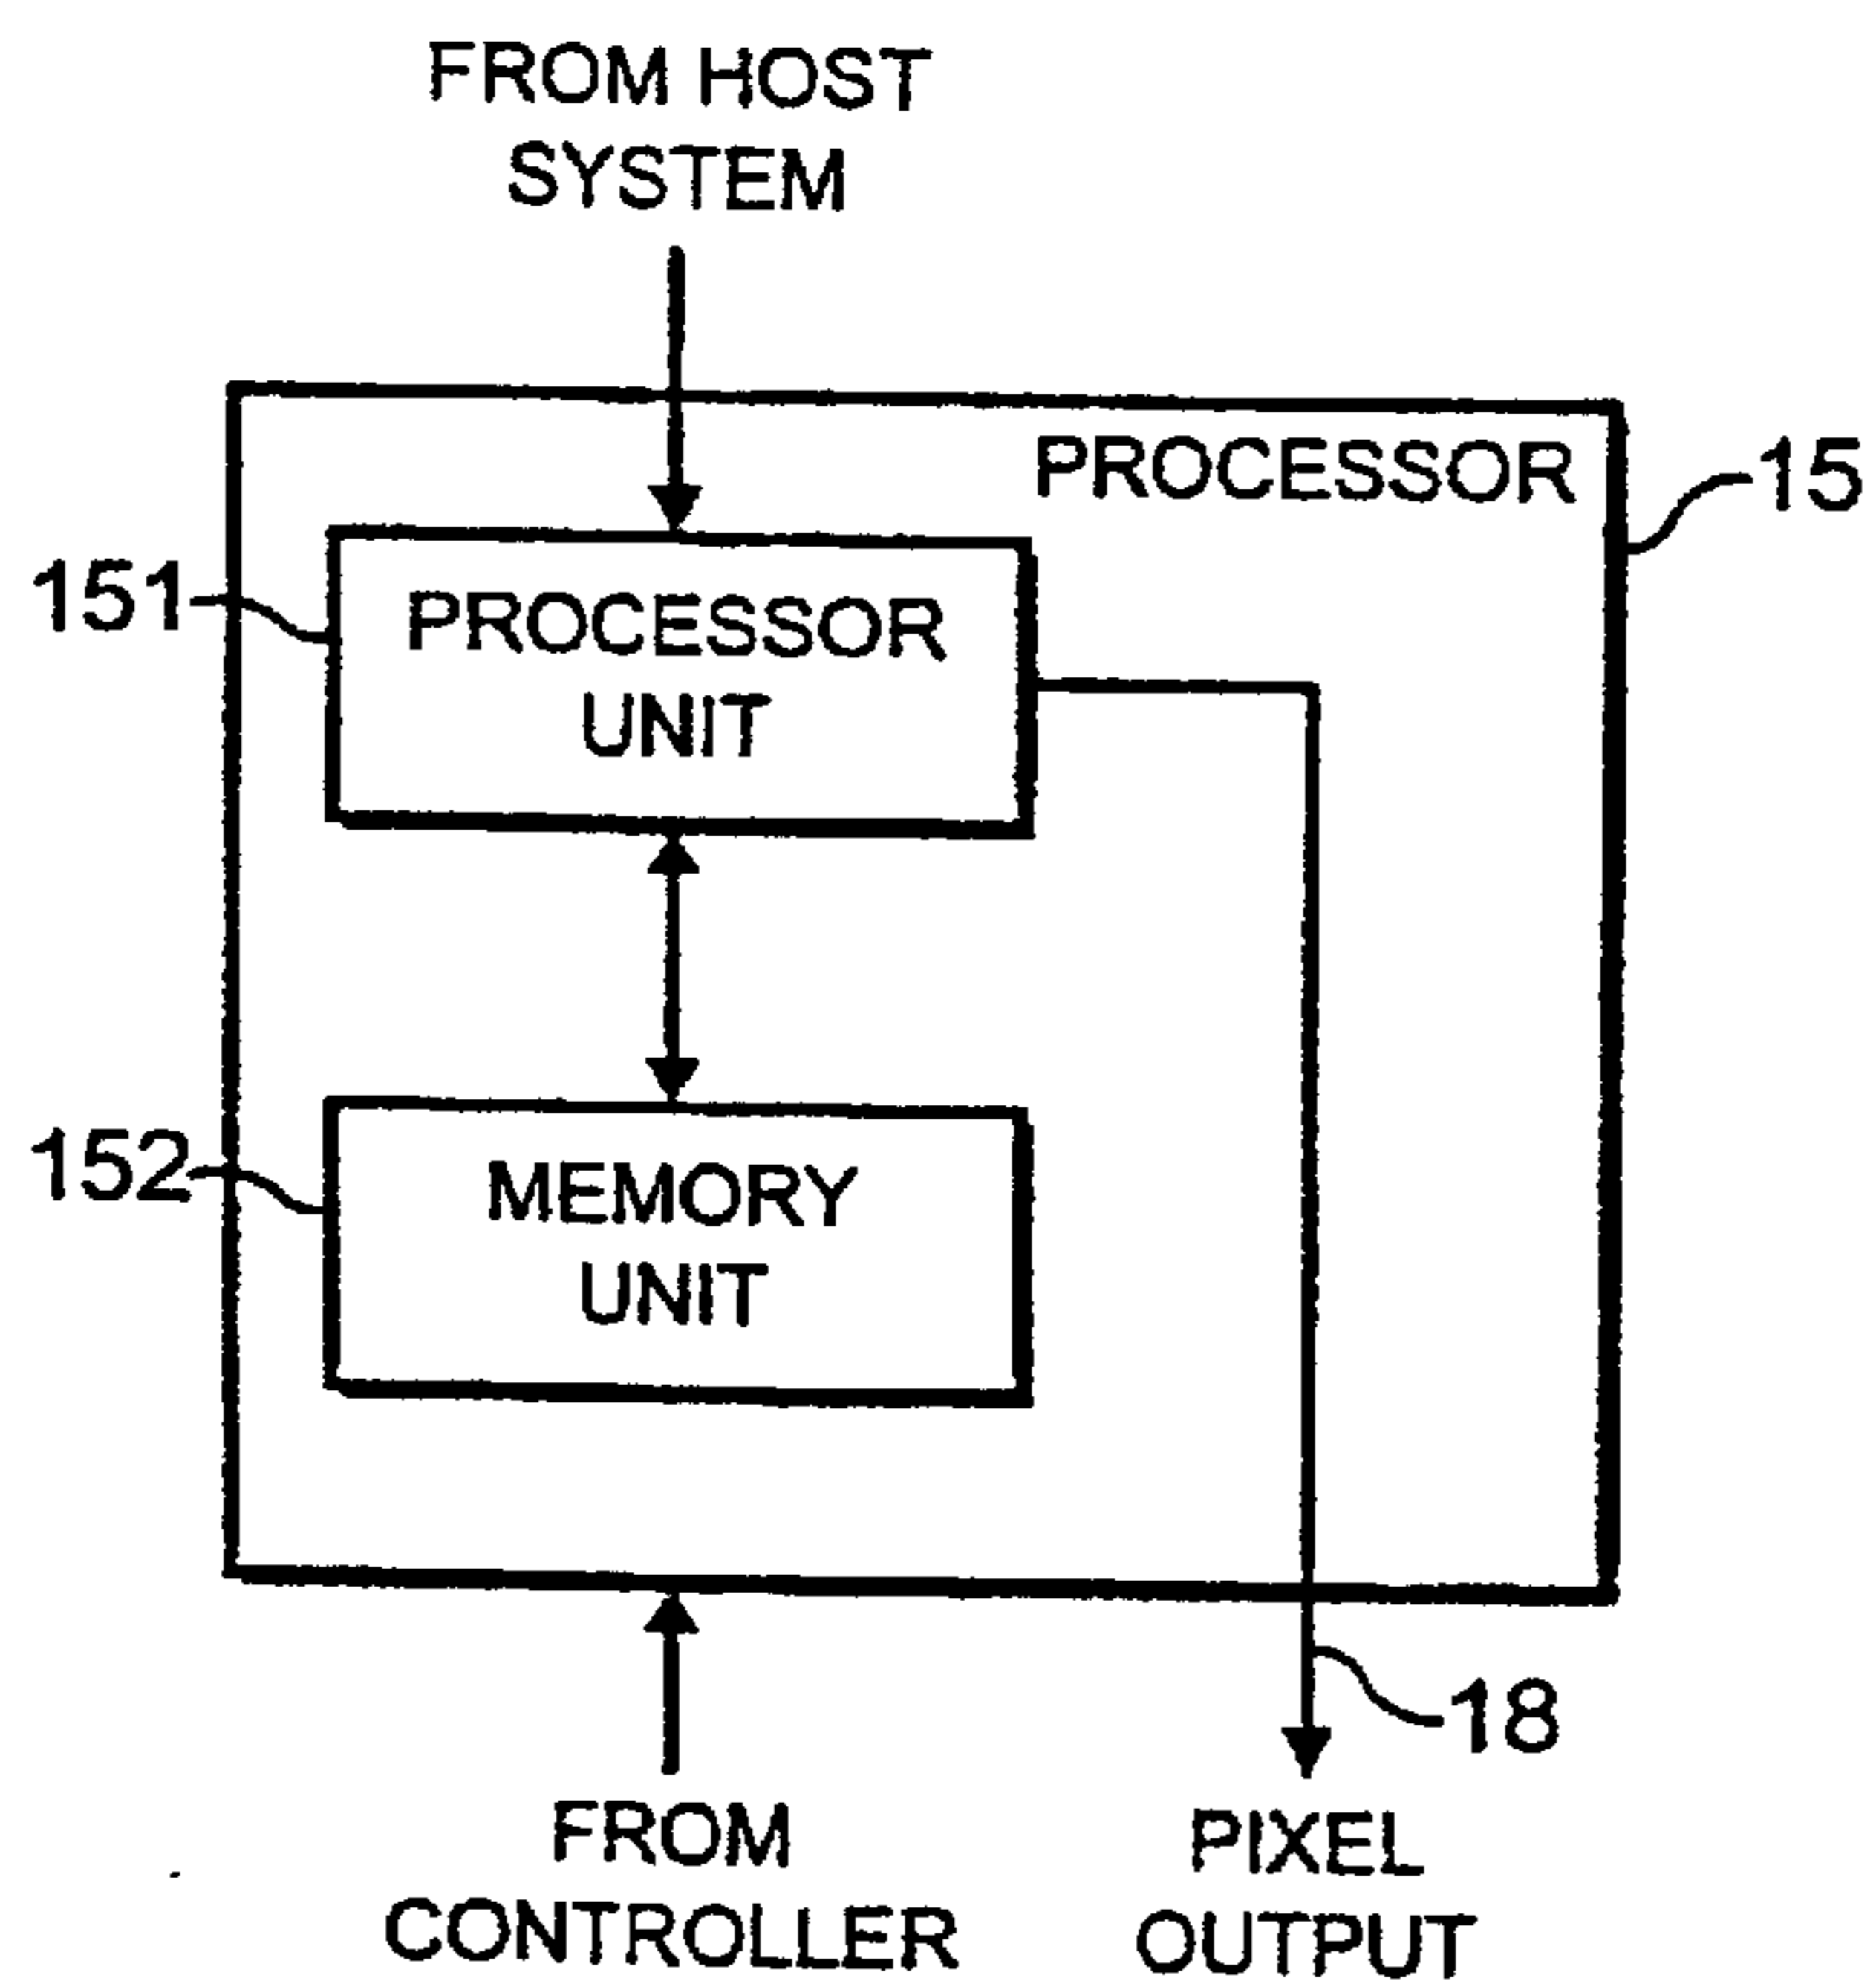 FROM HOST
SYSTEM
PROCESSOR
15
151
PROCESSOR
UNIT
152
MEMORY
UNIT
18
FROM
CONTROLLER
PIXEL
OUTPUT